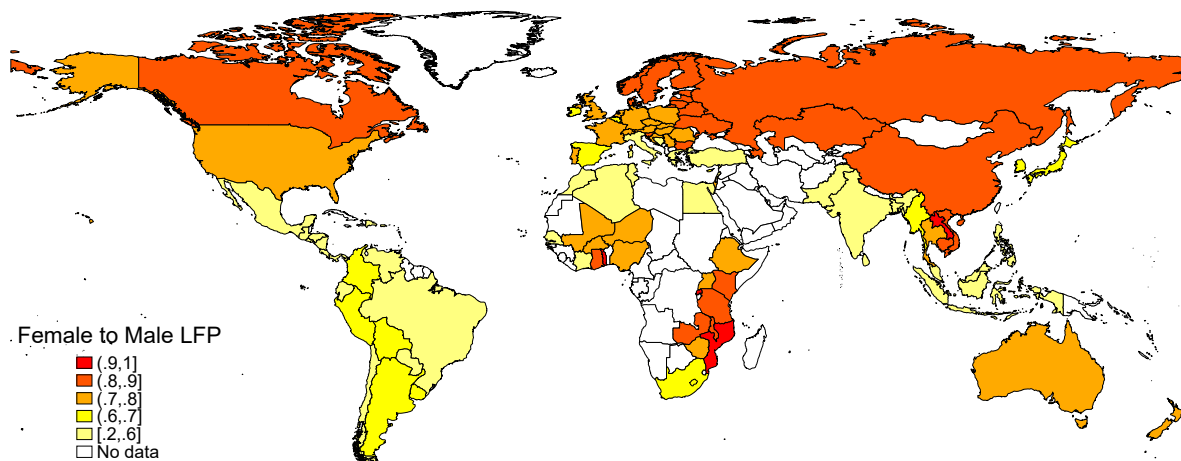 Female to Male LFP
(.9,1]
(.8,.9]
(.7,.8]
(.6,.7]
[.2,.6]
No data